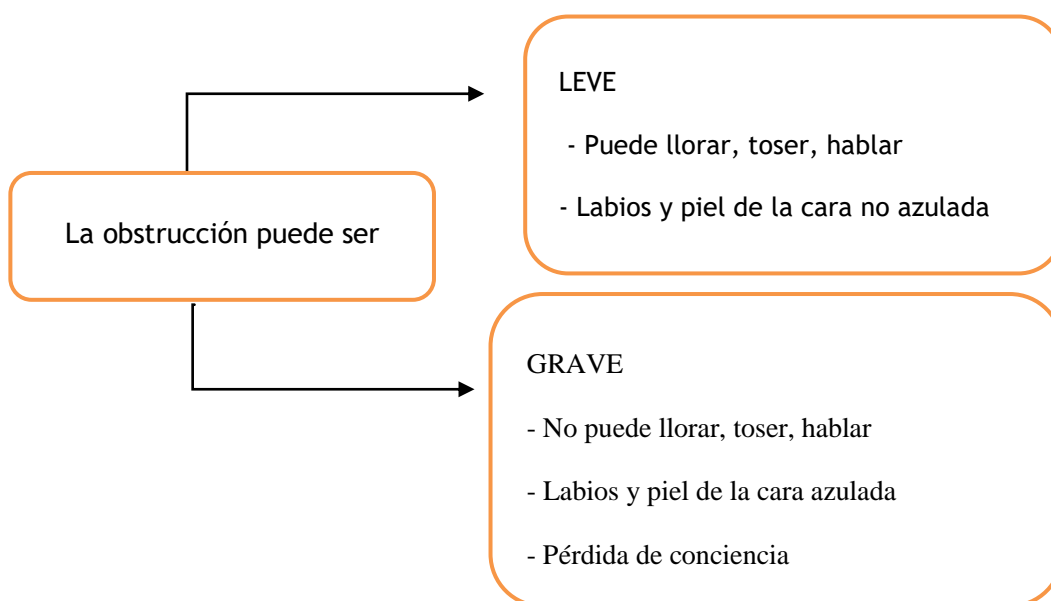 LEVE
- Puede llorar, toser, hablar
- Labios y piel de la cara no azulada
La obstrucción puede ser
GRAVE
- No puede llorar, toser, hablar
- Labios y piel de la cara azulada
- Pérdida de conciencia